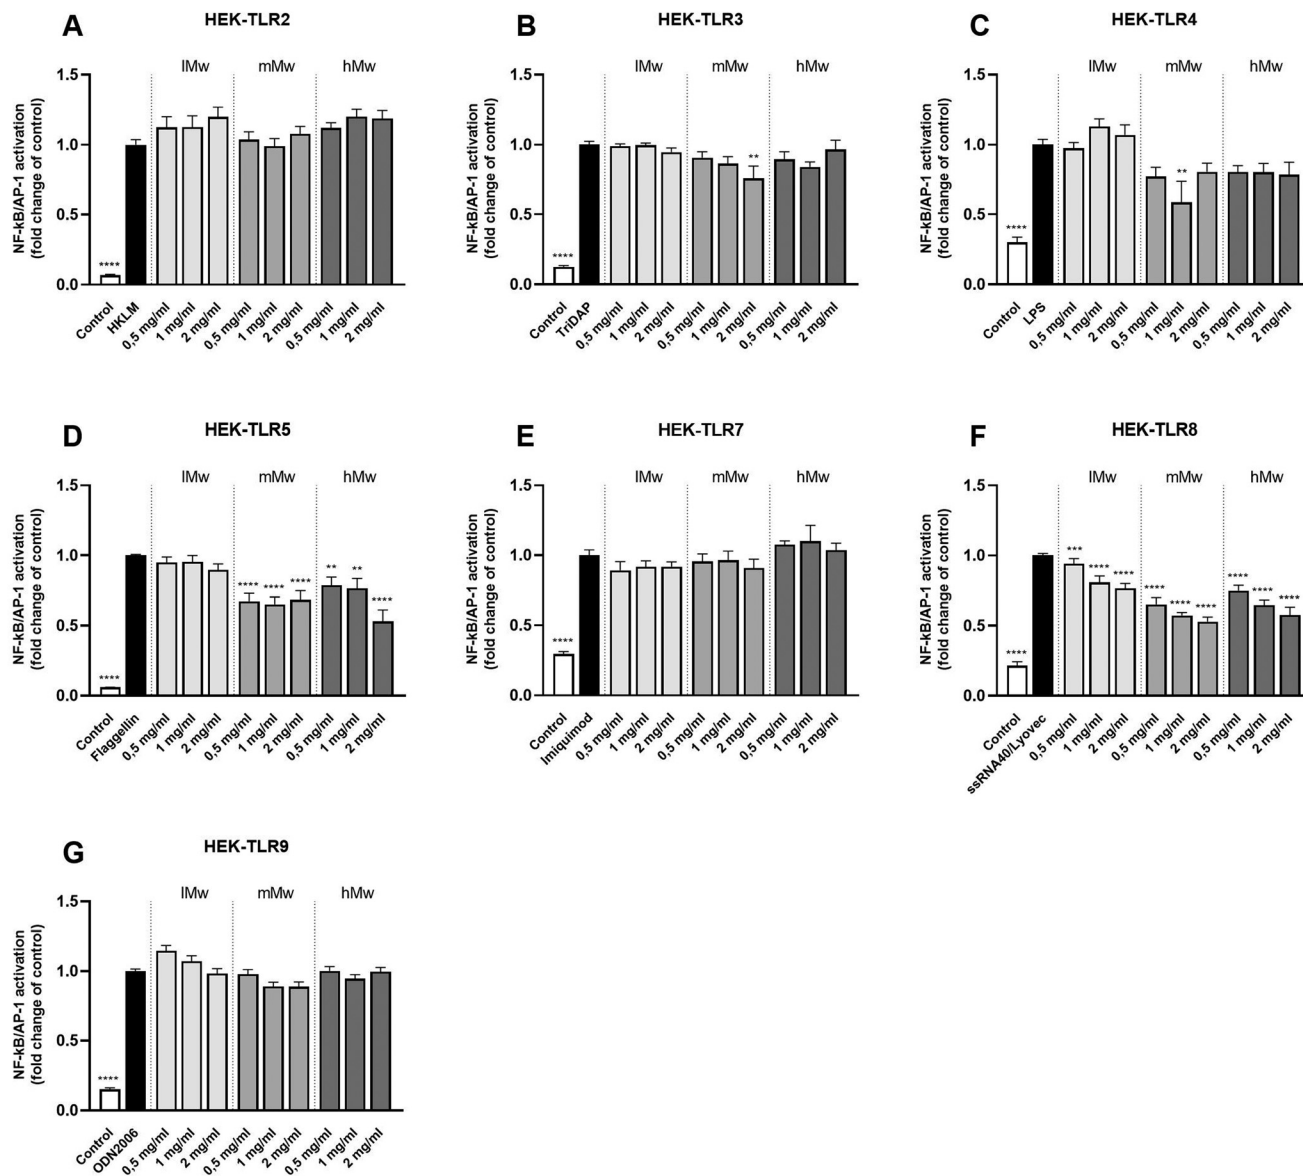 A
HEK-TLR2
NF-kB/AP-1 activation
(fold change of control)
1.5
1.0
0.5
0.0
lMw
mMw
hMw
****
Control
HKLM
0,5 mg/ml
1 mg/ml
2 mg/ml
0,5 mg/ml
1 mg/ml
2 mg/ml
0,5 mg/ml
1 mg/ml
2 mg/ml
B
HEK-TLR3
NF-kB/AP-1 activation
(fold change of control)
1.5
1.0
0.5
0.0
lMw
mMw
hMw
****
**
Control
TriDAP
0,5 mg/ml
1 mg/ml
2 mg/ml
0,5 mg/ml
1 mg/ml
2 mg/ml
0,5 mg/ml
1 mg/ml
2 mg/ml
C
HEK-TLR4
NF-kB/AP-1 activation
(fold change of control)
1.5
1.0
0.5
0.0
lMw
mMw
hMw
****
**
Control
LPS
0,5 mg/ml
1 mg/ml
2 mg/ml
0,5 mg/ml
1 mg/ml
2 mg/ml
0,5 mg/ml
1 mg/ml
2 mg/ml
D
HEK-TLR5
NF-kB/AP-1 activation
(fold change of control)
1.5
1.0
0.5
0.0
lMw
mMw
hMw
****
****
****
****
**
**
****
Control
Flaggellin
0,5 mg/ml
1 mg/ml
2 mg/ml
0,5 mg/ml
1 mg/ml
2 mg/ml
0,5 mg/ml
1 mg/ml
2 mg/ml
E
HEK-TLR7
NF-kB/AP-1 activation
(fold change of control)
1.5
1.0
0.5
0.0
lMw
mMw
hMw
****
Control
Imiquimod
0,5 mg/ml
1 mg/ml
2 mg/ml
0,5 mg/ml
1 mg/ml
2 mg/ml
0,5 mg/ml
1 mg/ml
2 mg/ml
F
HEK-TLR8
NF-kB/AP-1 activation
(fold change of control)
1.5
1.0
0.5
0.0
lMw
mMw
hMw
****
***
****
****
****
****
****
****
****
****
Control
ssRNA40/Lyovec
0,5 mg/ml
1 mg/ml
2 mg/ml
0,5 mg/ml
1 mg/ml
2 mg/ml
0,5 mg/ml
1 mg/ml
2 mg/ml
G
HEK-TLR9
NF-kB/AP-1 activation
(fold change of control)
1.5
1.0
0.5
0.0
lMw
mMw
hMw
****
Control
ODN2006
0,5 mg/ml
1 mg/ml
2 mg/ml
0,5 mg/ml
1 mg/ml
2 mg/ml
0,5 mg/ml
1 mg/ml
2 mg/ml